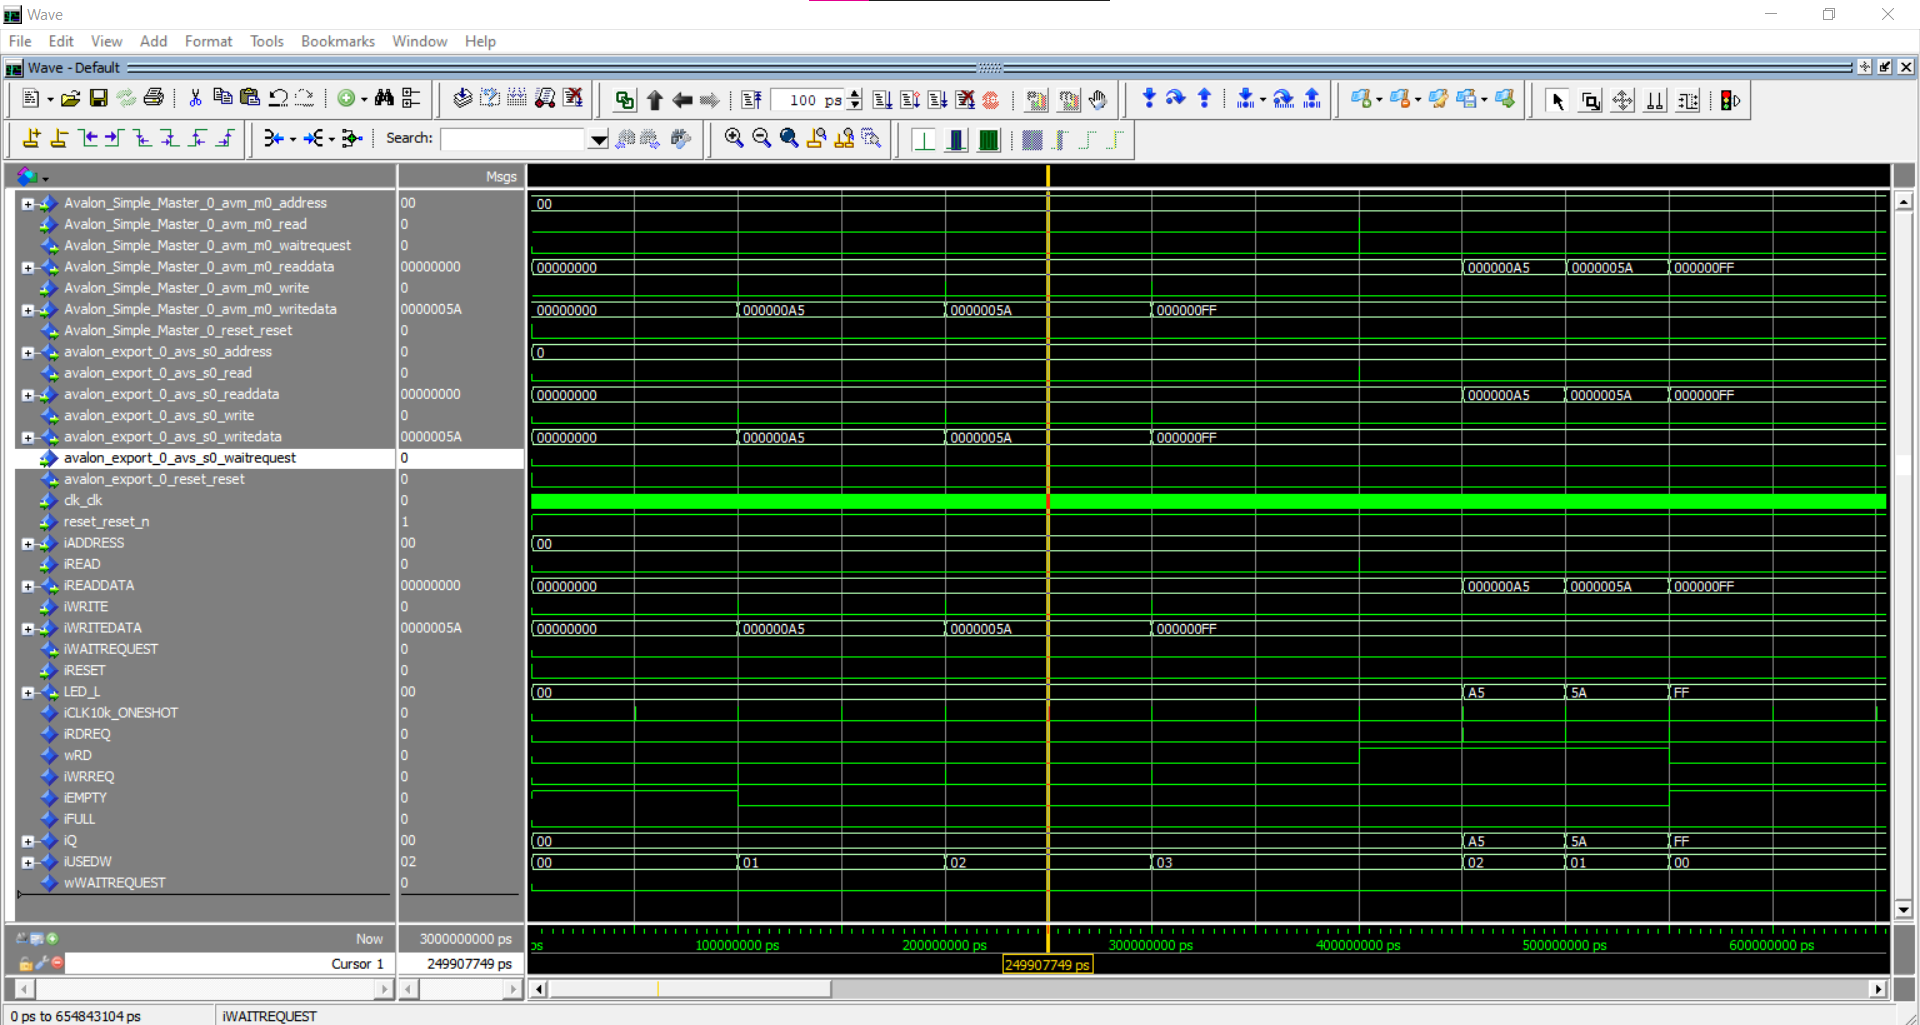 Wave
File Edit View Add Format Tools Bookmarks Window Help
Wave - Default
100 ps
Search:
Msgs
Avalon_Simple_Master_0_avm_m0_address 00 00
Avalon_Simple_Master_0_avm_m0_read 0
Avalon_Simple_Master_0_avm_m0_waitrequest 0
Avalon_Simple_Master_0_avm_m0_readdata 00000000 00000000 000000A5 0000005A 000000FF
Avalon_Simple_Master_0_avm_m0_write 0
Avalon_Simple_Master_0_avm_m0_writedata 0000005A 00000000 000000A5 0000005A 000000FF
Avalon_Simple_Master_0_reset_reset 0
avalon_export_0_avs_s0_address 0 0
avalon_export_0_avs_s0_read 0
avalon_export_0_avs_s0_readdata 00000000 00000000 000000A5 0000005A 000000FF
avalon_export_0_avs_s0_write 0
avalon_export_0_avs_s0_writedata 0000005A 00000000 000000A5 0000005A 000000FF
avalon_export_0_avs_s0_waitrequest 0
avalon_export_0_reset_reset 0
clk_clk 0
reset_reset_n 1
iADDRESS 00 00
iREAD 0
iREADDATA 00000000 00000000 000000A5 0000005A 000000FF
iWRITE 0
iWRITEDATA 0000005A 00000000 000000A5 0000005A 000000FF
iWAITREQUEST 0
iRESET 0
LED_L 00 00 A5 5A FF
iCLK10k_ONESHOT 0
iRDREQ 0
wRD 0
iWRREQ 0
iEMPTY 0
iFULL 0
iQ 00 00 A5 5A FF
iUSEDW 02 00 01 02 03 02 01 00
wWAITREQUEST 0
Now 3000000000 ps ps 100000000 ps 200000000 ps 300000000 ps 400000000 ps 500000000 ps 600000000 ps
Cursor 1 249907749 ps 249907749 ps
0 ps to 654843104 ps iWAITREQUEST